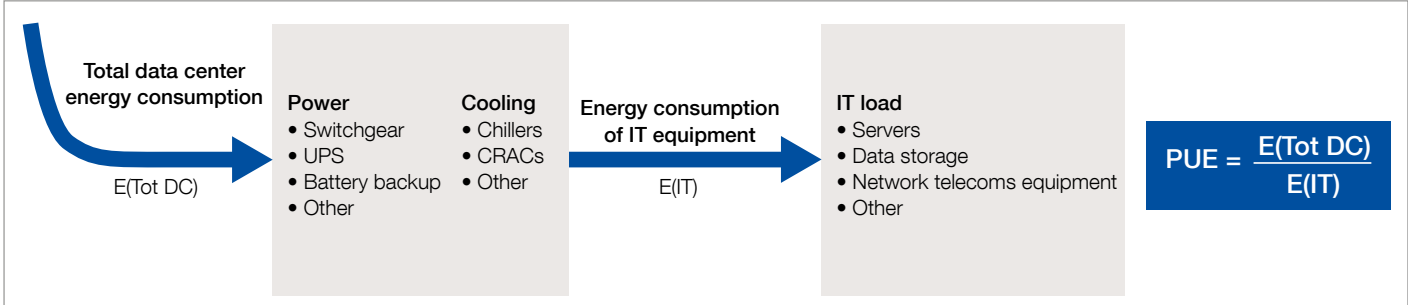 Total data center
energy consumption
E(Tot DC)
Power
• Switchgear
• UPS
• Battery backup
• Other
Cooling
• Chillers
• CRACs
• Other
Energy consumption
of IT equipment
E(IT)
IT load
• Servers
• Data storage
• Network telecoms equipment
• Other
PUE = E(Tot DC)
E(IT)